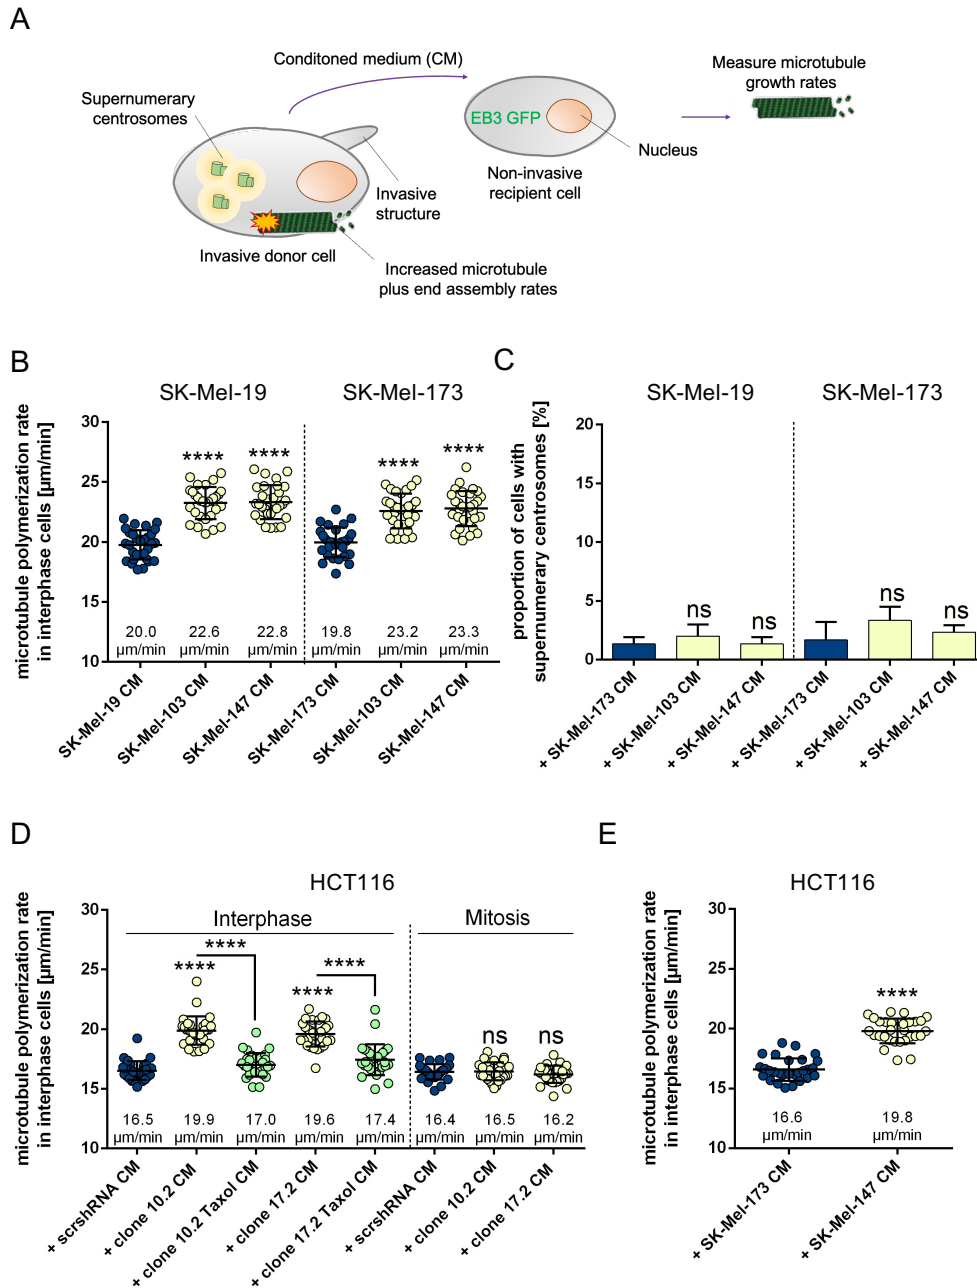 A
Conditoned medium (CM)
Measure microtubule
growth rates
Supernumerary
centrosomes
EB3 GFP
Nucleus
Non-invasive
recipient cell
Invasive
structure
Invasive donor cell
Increased microtubule
plus end assembly rates
B
SK-Mel-19
SK-Mel-173
microtubule polymerization rate
in interphase cells [µm/min]
30
25
20
15
10
****
****
****
****
20.0
µm/min
22.6
µm/min
22.8
µm/min
19.8
µm/min
23.2
µm/min
23.3
µm/min
SK-Mel-19 CM
SK-Mel-103 CM
SK-Mel-147 CM
SK-Mel-173 CM
SK-Mel-103 CM
SK-Mel-147 CM
C
SK-Mel-19
SK-Mel-173
proportion of cells with
supernumerary centrosomes [%]
20
15
10
5
0
ns
ns
ns
ns
+ SK-Mel-173 CM
+ SK-Mel-103 CM
+ SK-Mel-147 CM
+ SK-Mel-173 CM
+ SK-Mel-103 CM
+ SK-Mel-147 CM
D
HCT116
microtubule polymerization rate
in interphase cells [µm/min]
30
25
20
15
10
Interphase
Mitosis
****
****
****
****
ns
ns
16.5
µm/min
19.9
µm/min
17.0
µm/min
19.6
µm/min
17.4
µm/min
16.4
µm/min
16.5
µm/min
16.2
µm/min
+ scrshRNA CM
+ clone 10.2 CM
+ clone 10.2 Taxol CM
+ clone 17.2 CM
+ clone 17.2 Taxol CM
+ scrshRNA CM
+ clone 10.2 CM
+ clone 17.2 CM
E
HCT116
microtubule polymerization rate
in interphase cells [µm/min]
30
25
20
15
10
****
16.6
µm/min
19.8
µm/min
+ SK-Mel-173 CM
+ SK-Mel-147 CM